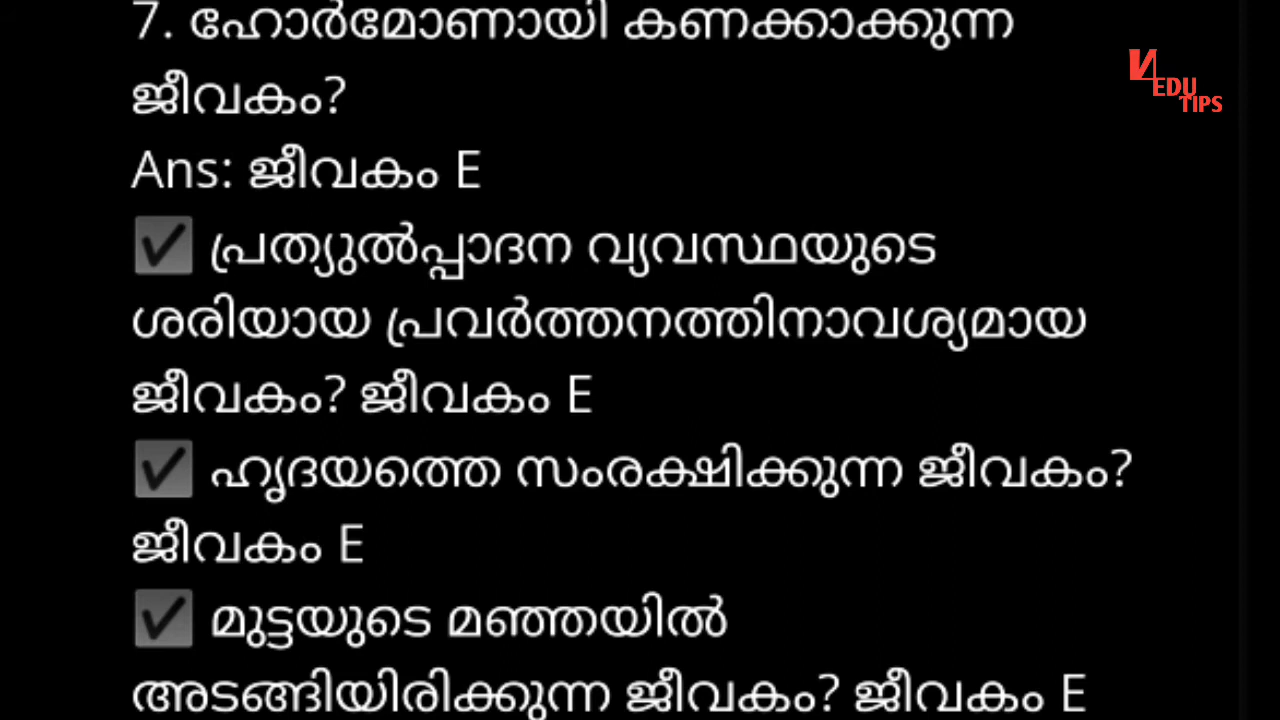 7. ഹോർമോണായി കണക്കാക്കുന്ന
ജീവകം?
Ans: ജീവകം E
✔ പ്രത്യുൽപ്പാദന വ്യവസ്ഥയുടെ
ശരിയായ പ്രവർത്തനത്തിനാവശ്യമായ
ജീവകം? ജീവകം E
✔ ഹൃദയത്തെ സംരക്ഷിക്കുന്ന ജീവകം?
ജീവകം E
✔ മുട്ടയുടെ മഞ്ഞയിൽ
അടങ്ങിയിരിക്കുന്ന ജീവകം? ജീവകം E
EDU
TIPS